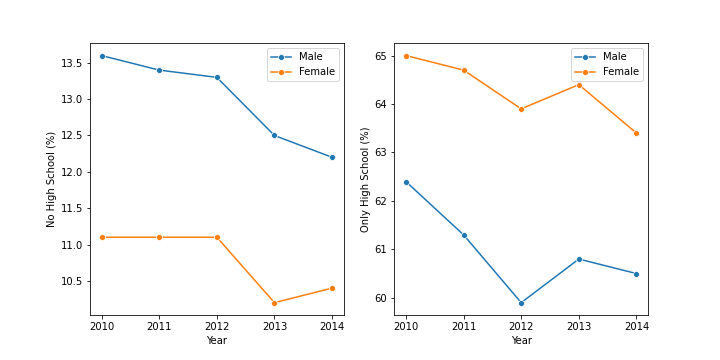 No High School (%)
13.5
13.0
12.5
12.0
11.5
11.0
10.5
2010 2011 2012 2013 2014
Year
Male
Female
Only High School (%)
65
64
63
62
61
60
2010 2011 2012 2013 2014
Year
Male
Female